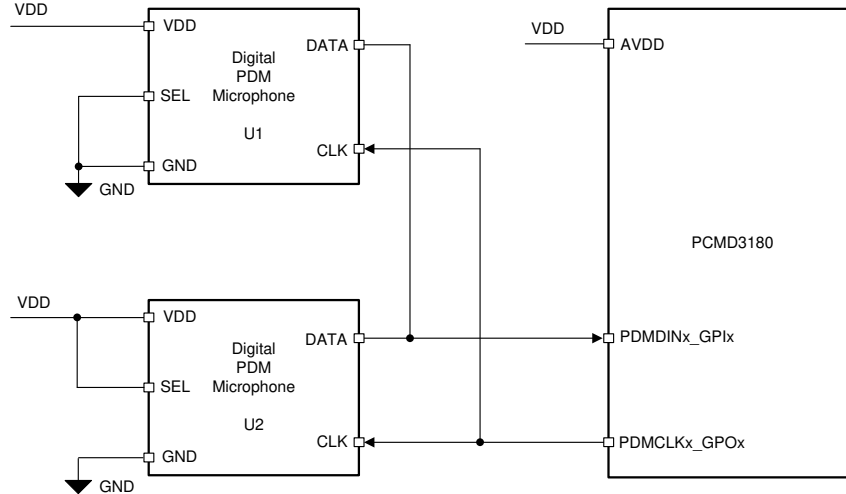 VDD
VDD
SEL
GND
GND
Digital
PDM
Microphone
U1
DATA
CLK
VDD
AVDD
PCMD3180
PDMDINx_GPIx
PDMCLKx_GPOx
VDD
VDD
SEL
GND
GND
Digital
PDM
Microphone
U2
DATA
CLK